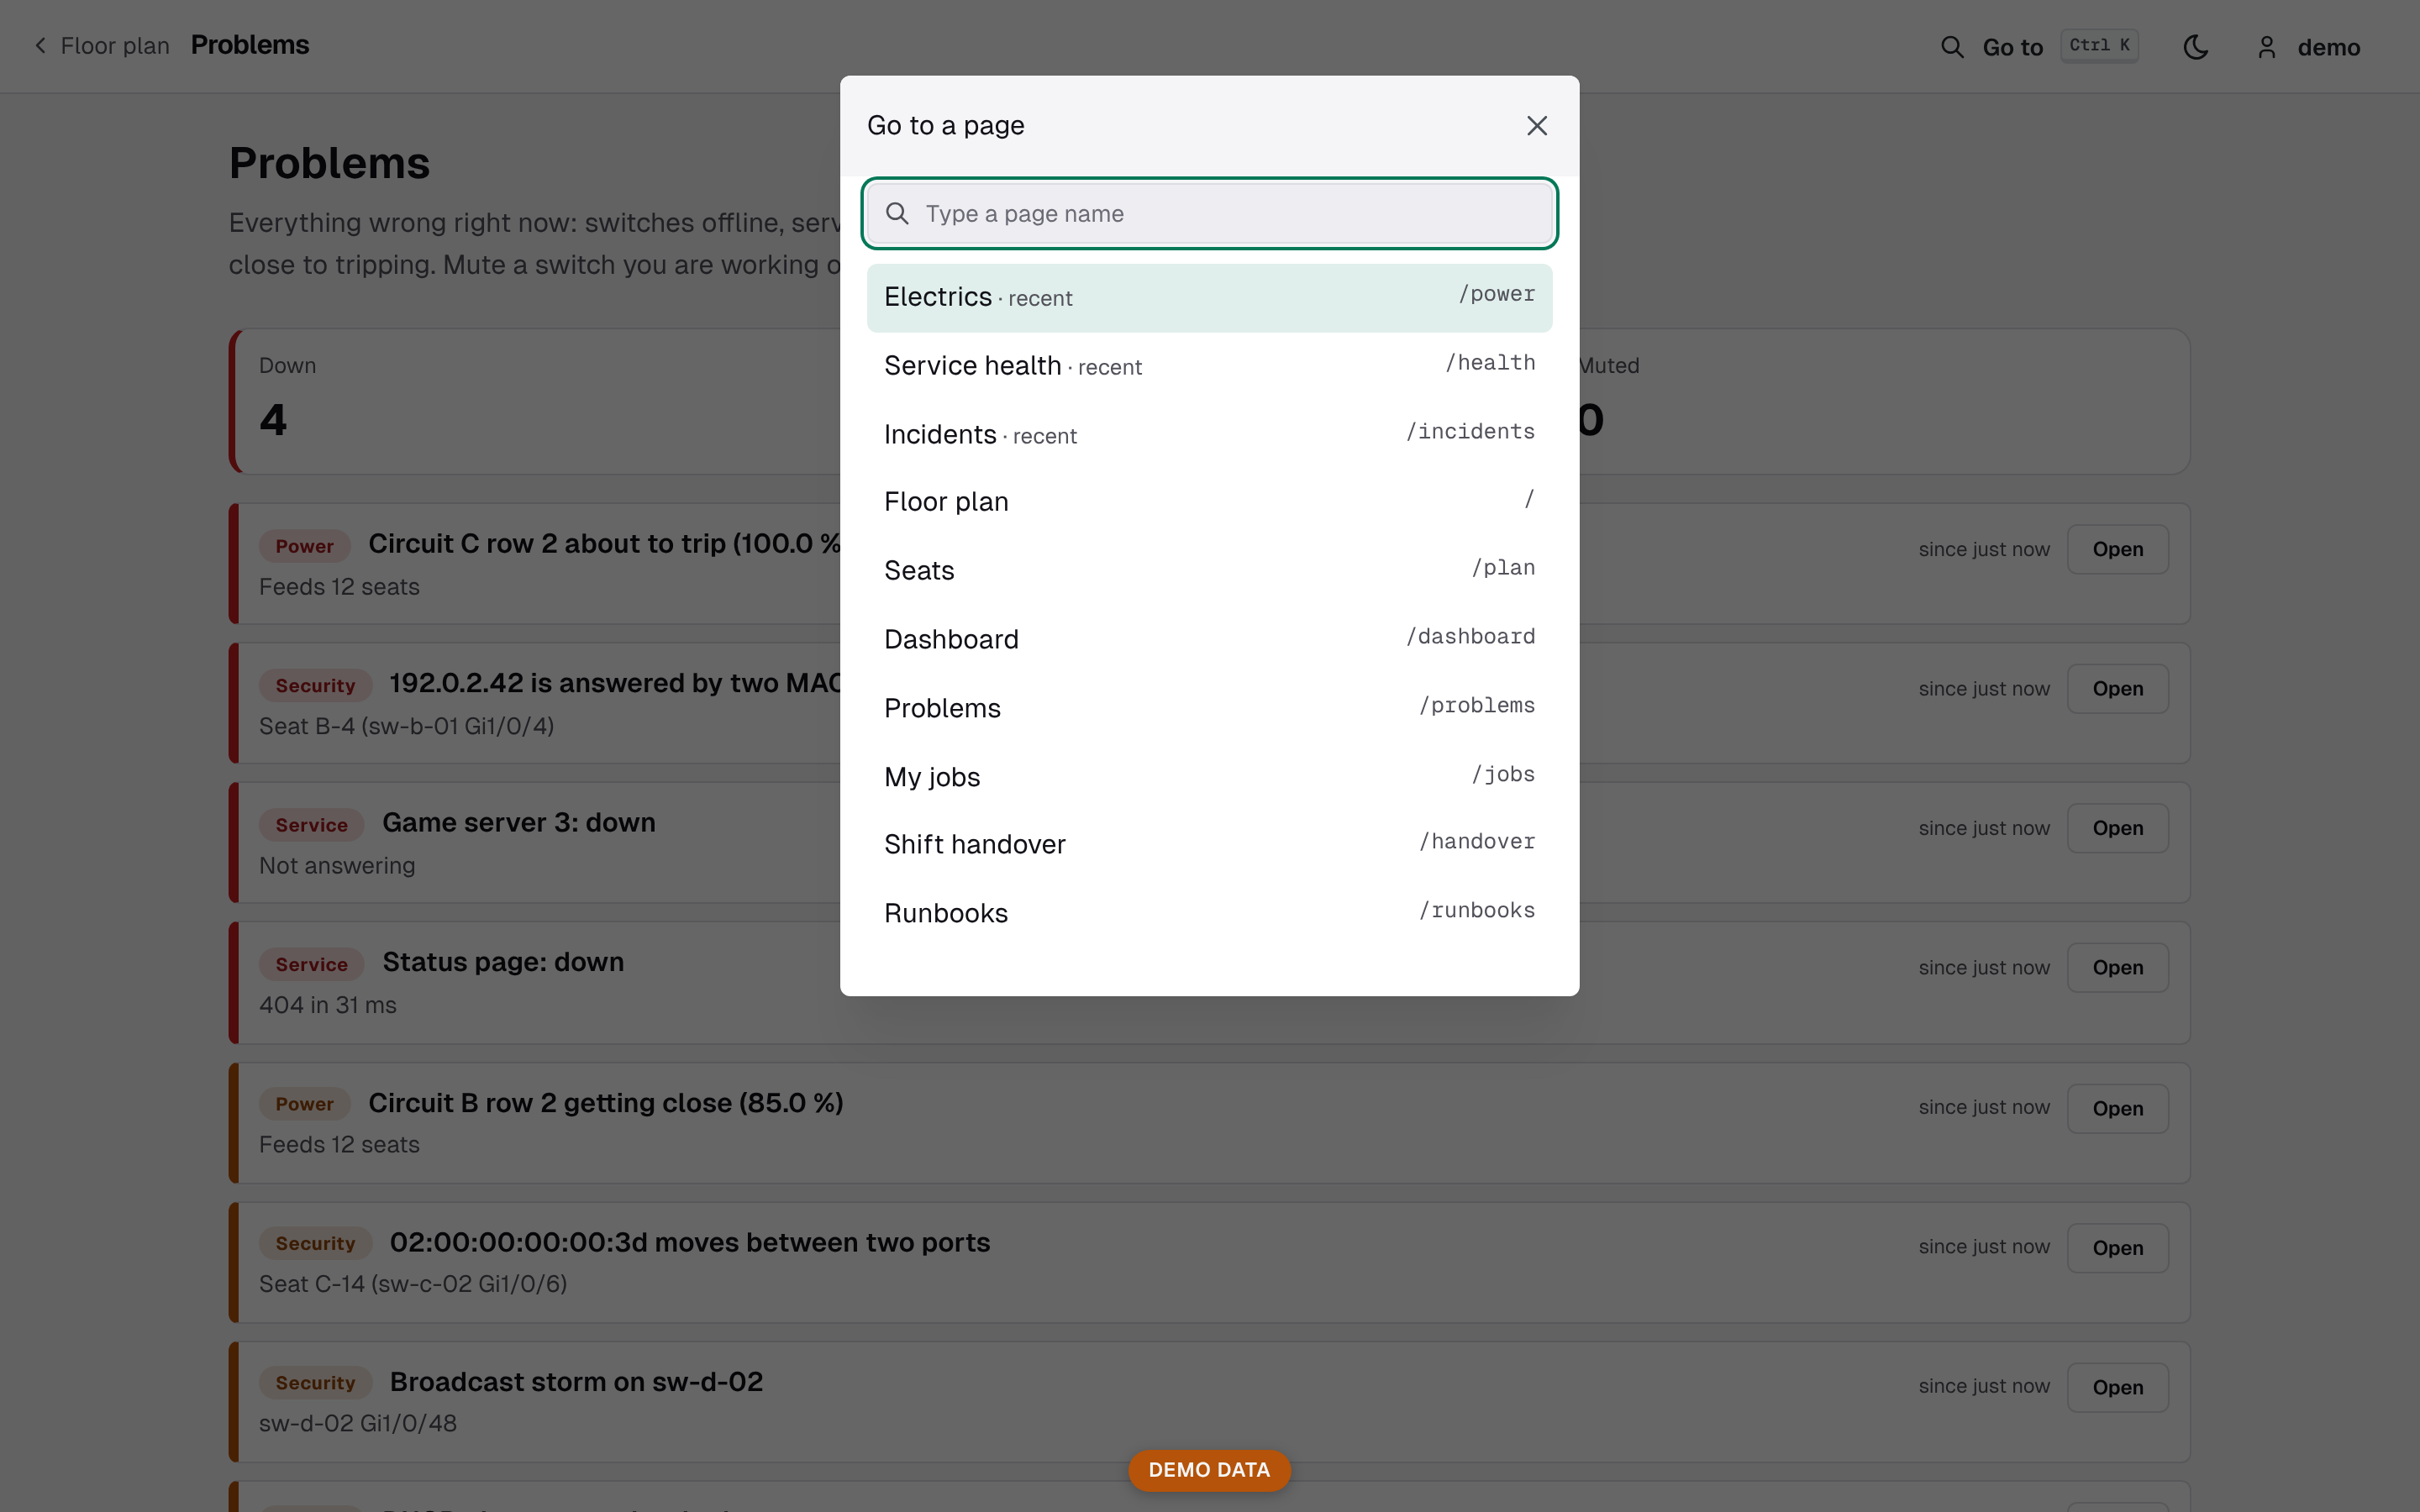 Floor plan Problems
Go to Ctrl K demo
Go to a page
Type a page name
Electrics · recent /power
Service health · recent /health
Incidents · recent /incidents
Floor plan /
Seats /plan
Dashboard /dashboard
Problems /problems
My jobs /jobs
Shift handover /handover
Runbooks /runbooks
Problems
Everything wrong right now: switches offline,
close to tripping. Mute a switch you are working
Down
4
Muted
0
Power Circuit C row 2 about to trip (100.0 %
Feeds 12 seats
since just now Open
Security 192.0.2.42 is answered by two
Seat B-4 (sw-b-01 Gi1/0/4)
since just now Open
Service Game server 3: down
Not answering
since just now Open
Service Status page: down
404 in 31 ms
since just now Open
Power Circuit B row 2 getting close (85.0 %)
Feeds 12 seats
since just now Open
Security 02:00:00:00:00:3d moves between two ports
Seat C-14 (sw-c-02 Gi1/0/6)
since just now Open
Security Broadcast storm on sw-d-02
sw-d-02 Gi1/0/48
since just now Open
DEMO DATA